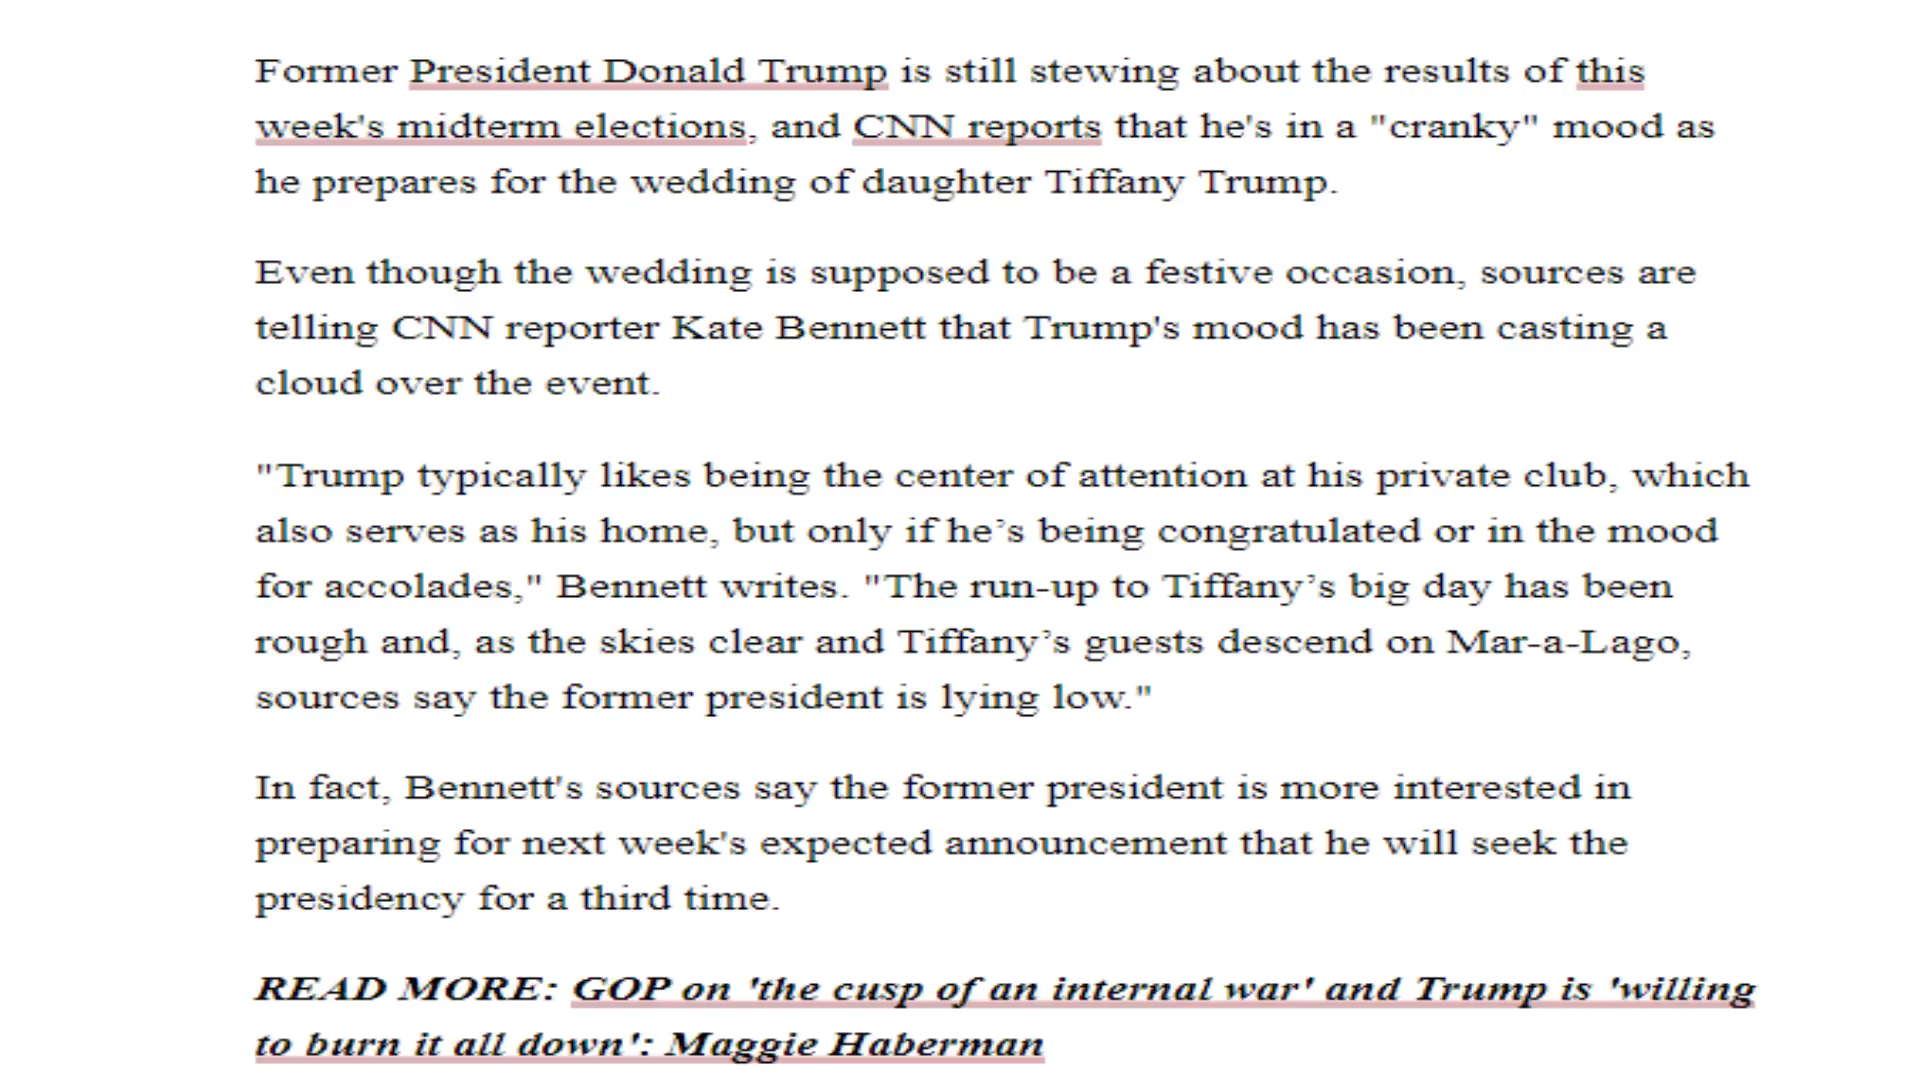 Former President Donald Trump is still stewing about the results of this
week's midterm elections, and CNN reports that he's in a "cranky" mood as
he prepares for the wedding of daughter Tiffany Trump.
Even though the wedding is supposed to be a festive occasion, sources are
telling CNN reporter Kate Bennett that Trump's mood has been casting a
cloud over the event.
"Trump typically likes being the center of attention at his private club, which
also serves as his home, but only if he’s being congratulated or in the mood
for accolades," Bennett writes. "The run-up to Tiffany’s big day has been
rough and, as the skies clear and Tiffany’s guests descend on Mar-a-Lago,
sources say the former president is lying low."
In fact, Bennett's sources say the former president is more interested in
preparing for next week's expected announcement that he will seek the
presidency for a third time.
READ MORE: GOP on 'the cusp of an internal war' and Trump is 'willing
to burn it all down': Maggie Haberman